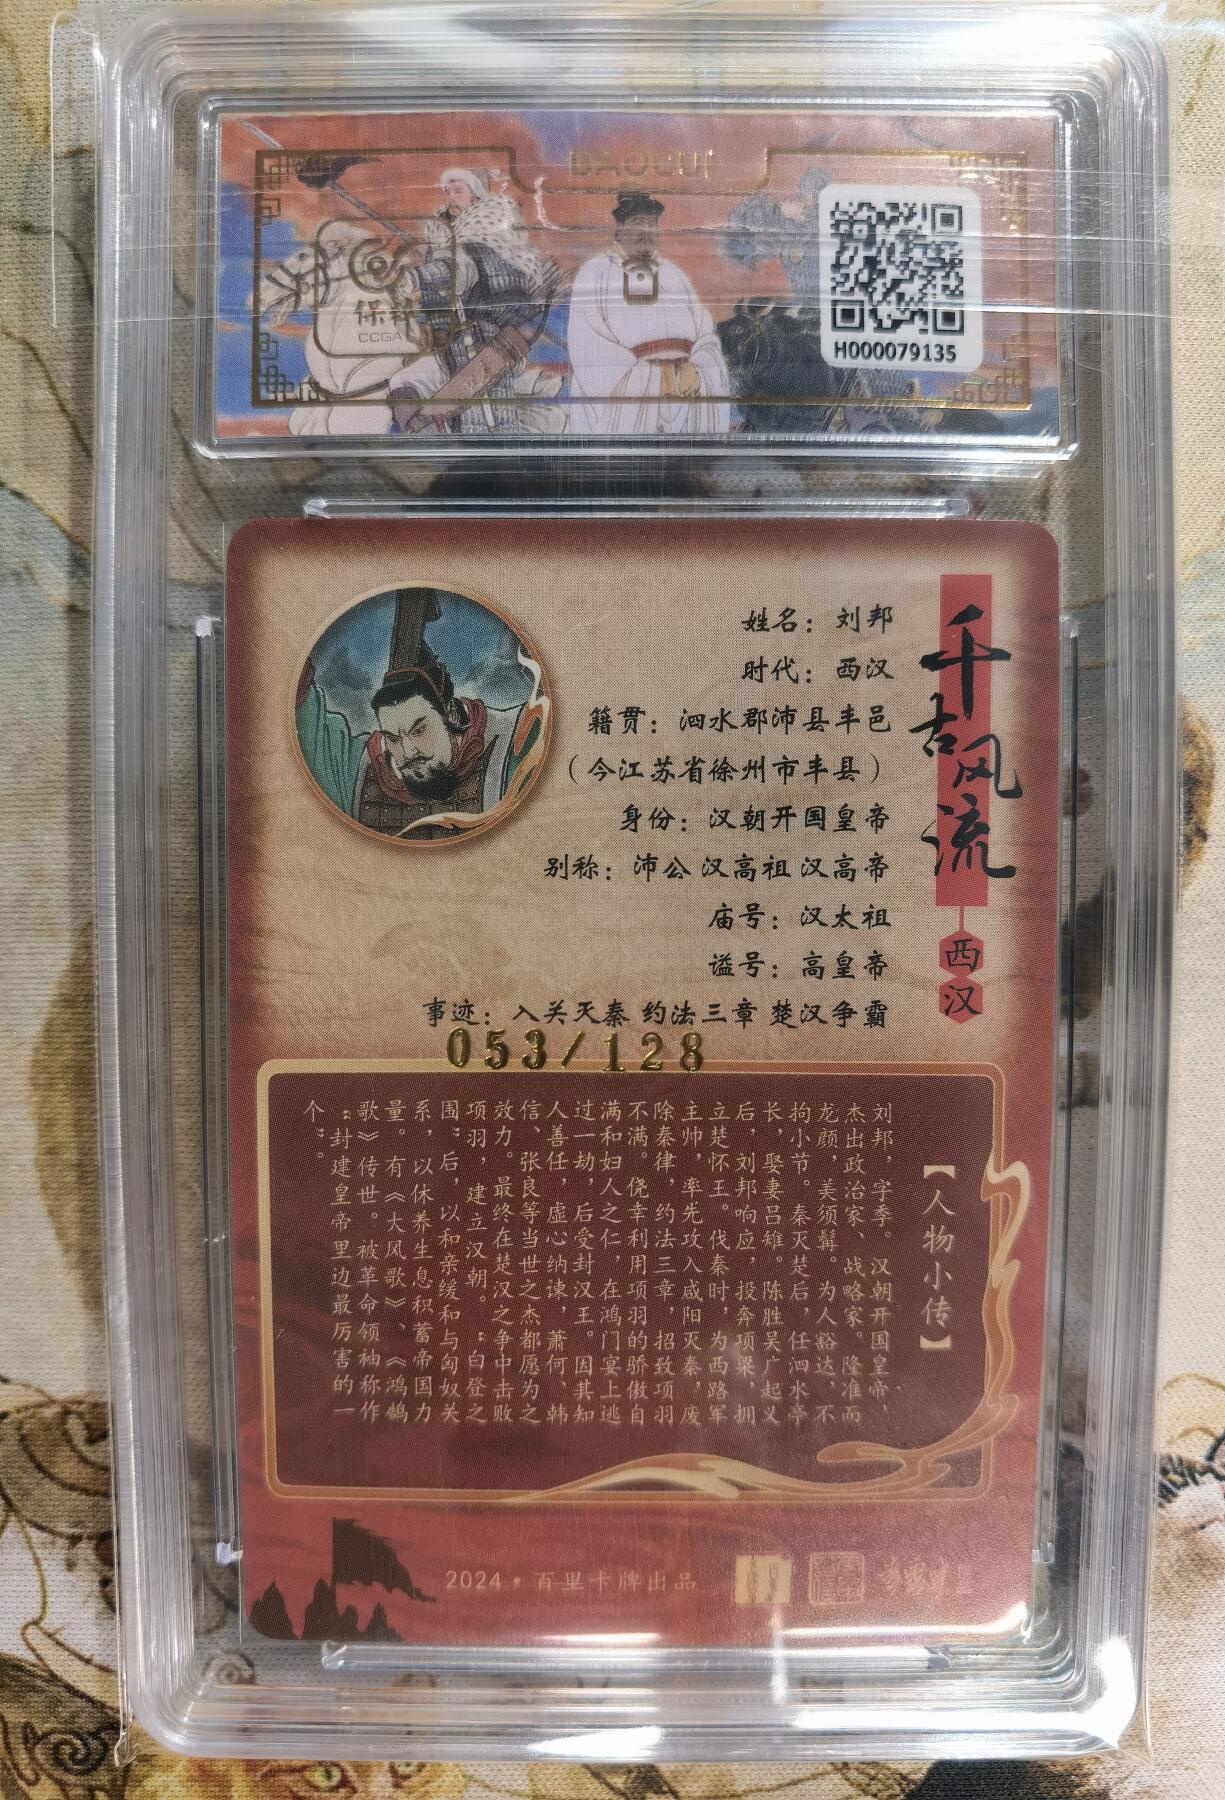 BAOCUI
保粹
CCGA
H000079135
千古风流
西汉
姓名：刘邦
时代：西汉
籍贯：泗水郡沛县丰邑
（今江苏省徐州市丰县）
身份：汉朝开国皇帝
别称：沛公 汉高祖 汉高帝
庙号：汉太祖
谥号：高皇帝
事迹：入关灭秦 约法三章 楚汉争霸
053/128
【人物小传】
刘邦，字季。汉朝开国皇帝，
杰出政治家、战略家。隆准而
龙颜，美须髯。为人豁达，不
拘小节。秦灭楚后，任泗水亭
长，娶妻吕雉。陈胜吴广起义
后，刘邦响应，投奔项梁，拥
立楚怀王。伐秦时，为西路军
主帅，率先攻入咸阳灭秦，废
除秦律，约法三章，招致项羽
不满。侥幸利用项羽的骄傲自
满和妇人之仁，在鸿门宴上逃
过一劫，后受封汉王。因其知
人善任，虚心纳谏，萧何、韩
信、张良等当世之杰都愿为之
效力。最终在楚汉之争中击败
项羽，建立汉朝。“白登之
围”后，以和亲缓和与匈奴关
系，以休养生息积蓄帝国力
量。有《大风歌》、《鸿鹄
歌》传世。被革命领袖称作
“封建皇帝里边最厉害的一
个”。
2024·百里卡牌出品